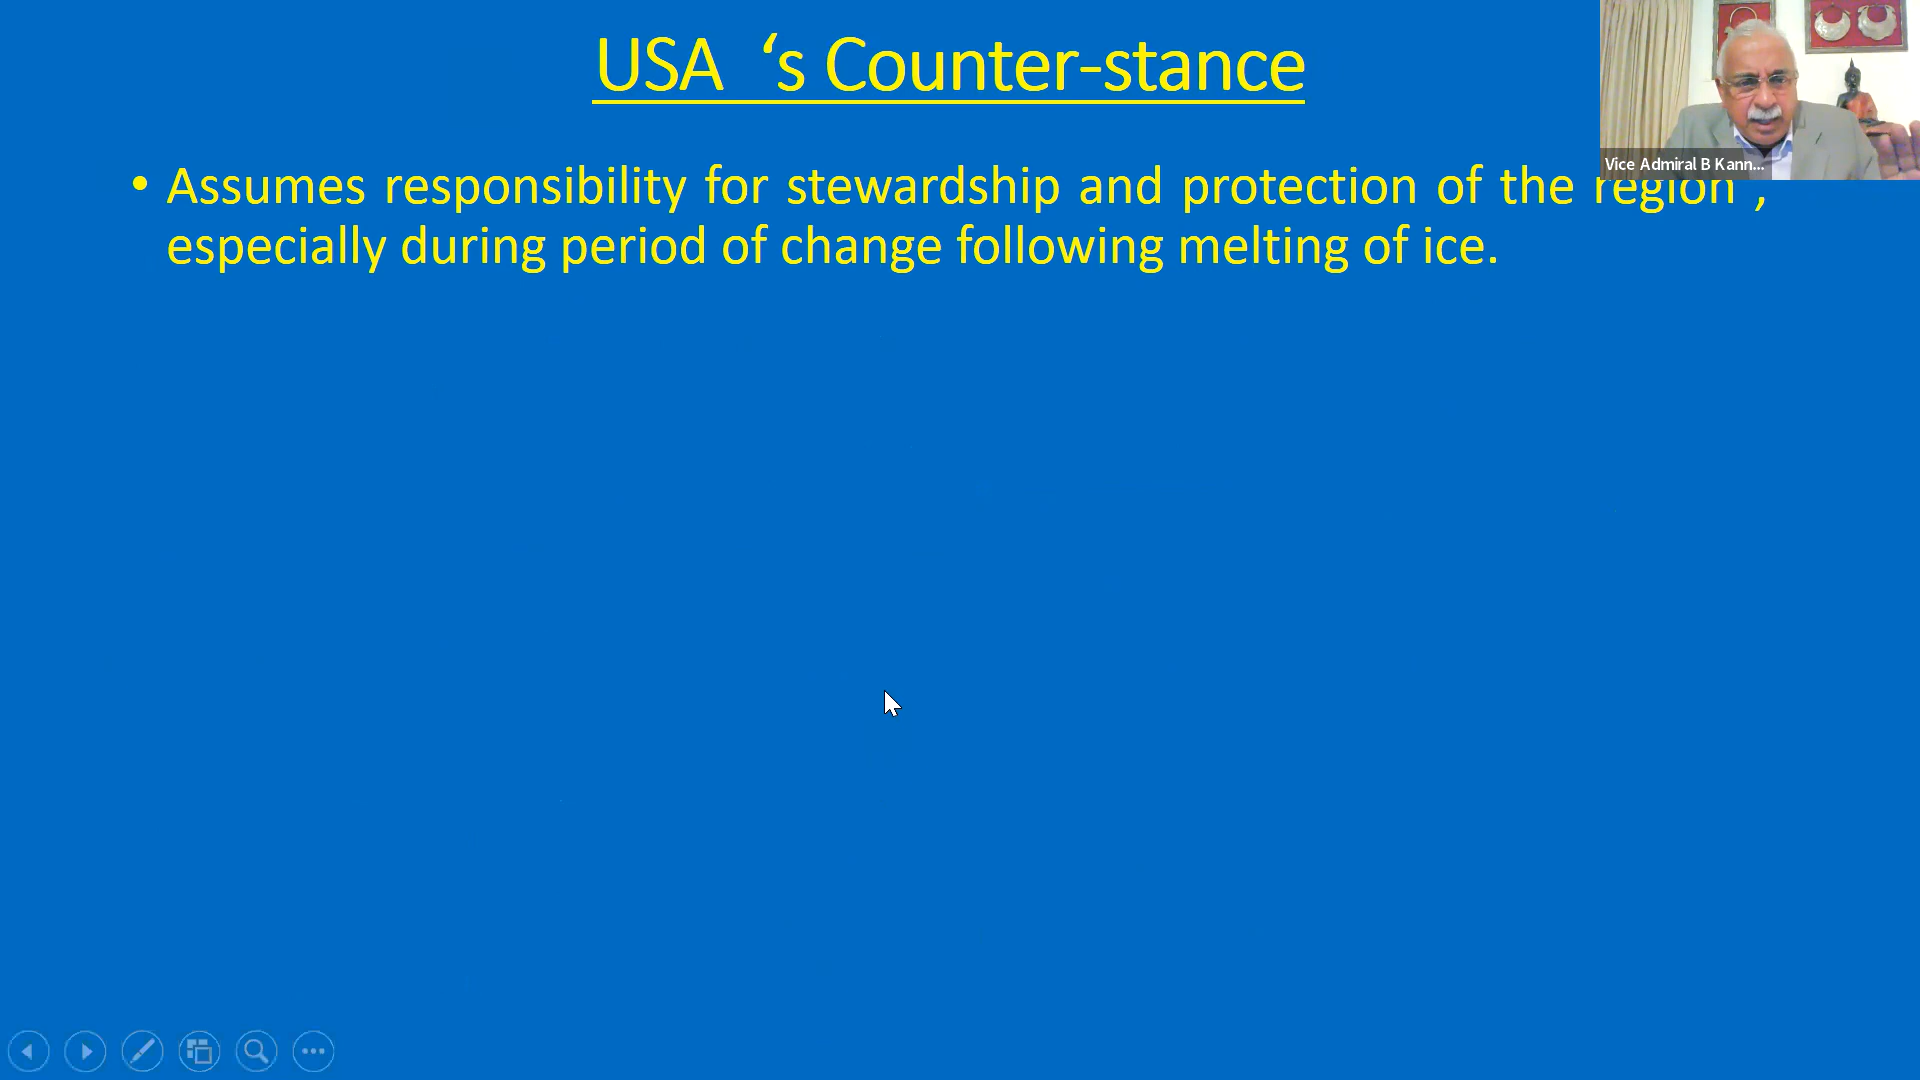 USA ‘s Counter-stance
Vice Admiral B Kann...
• Assumes responsibility for stewardship and protection of the region ,
especially during period of change following melting of ice.